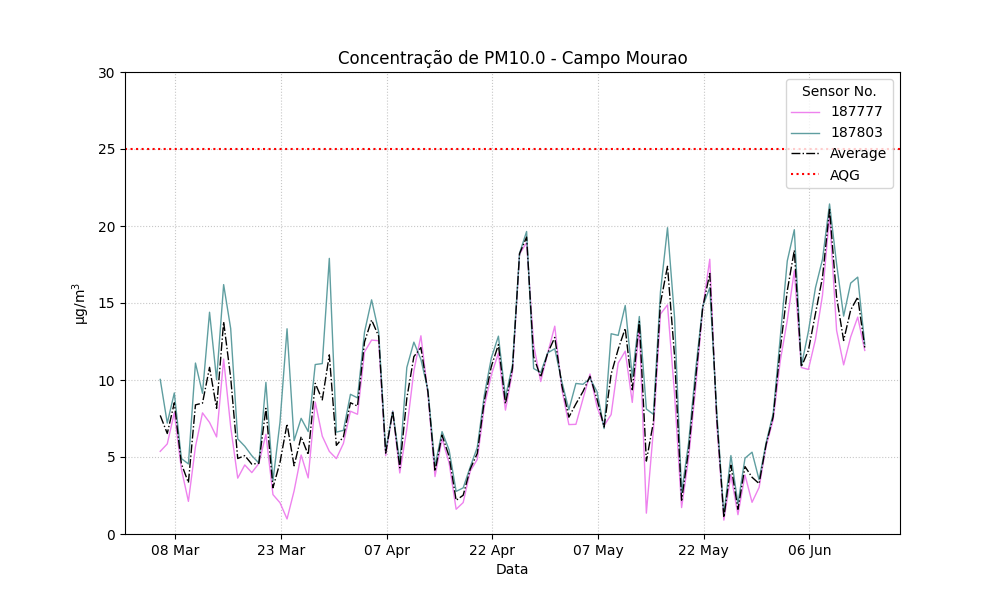 Concentração de PM10.0 - Campo Mourao
30
25
20
15
10
5
0
µg/m³
Sensor No.
187777
187803
Average
AQG
08 Mar
23 Mar
07 Apr
22 Apr
07 May
22 May
06 Jun
Data